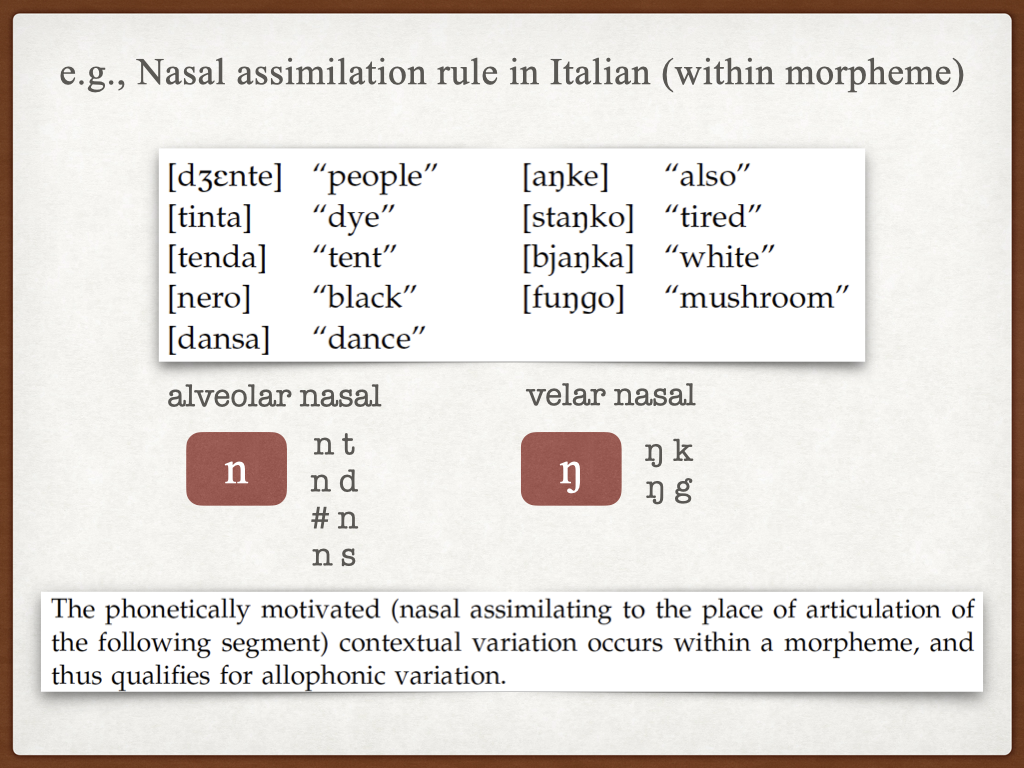 e.g., Nasal assimilation rule in Italian (within morpheme)
[dʒɛnte] “people” [aŋke] “also”
[tinta] “dye” [staŋko] “tired”
[tenda] “tent” [bjaŋka] “white”
[nero] “black” [fuŋɡo] “mushroom”
[dansa] “dance”
alveolar nasal velar nasal
n
n t
n d
# n
n s
ŋ
ŋ k
ŋ g
The phonetically motivated (nasal assimilating to the place of articulation of
the following segment) contextual variation occurs within a morpheme, and
thus qualifies for allophonic variation.